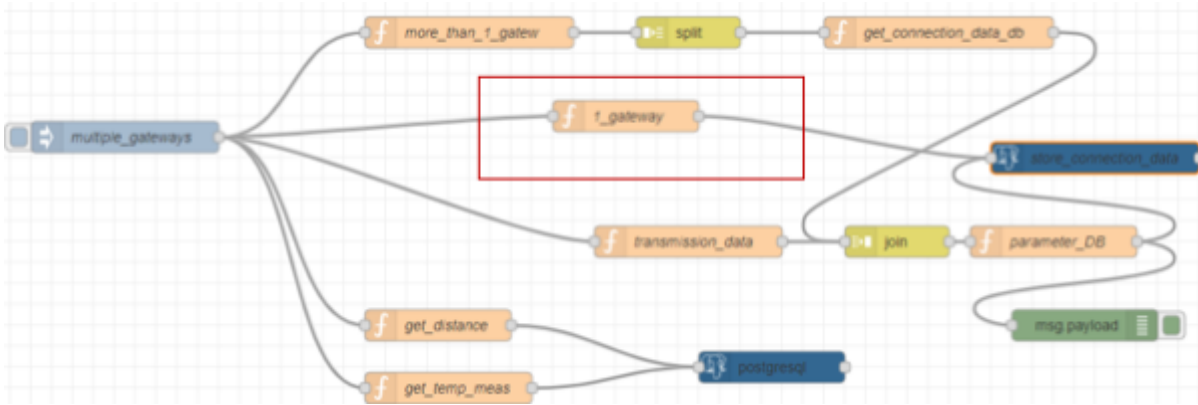 more_than_1_gatew
split
get_connection_data_db
1_gateway
multiple_gateways
store_connection_data
transmission_data
join
parameter_DB
get_distance
msg.payload
postgresql
get_temp_meas